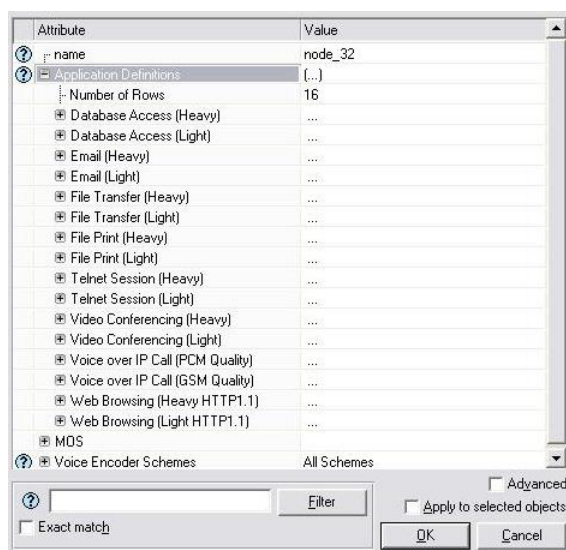 Attribute Value
name node_32
Application Definitions (...)
Number of Rows 16
Database Access (Heavy) ...
Database Access (Light) ...
Email (Heavy) ...
Email (Light) ...
File Transfer (Heavy) ...
File Transfer (Light) ...
File Print (Heavy) ...
File Print (Light) ...
Telnet Session (Heavy) ...
Telnet Session (Light) ...
Video Conferencing (Heavy) ...
Video Conferencing (Light) ...
Voice over IP Call (PCM Quality) ...
Voice over IP Call (GSM Quality) ...
Web Browsing (Heavy HTTP1.1) ...
Web Browsing (Light HTTP1.1) ...
MOS
Voice Encoder Schemes All Schemes
Advanced
Filter
Apply to selected objects
Exact match
OK Cancel